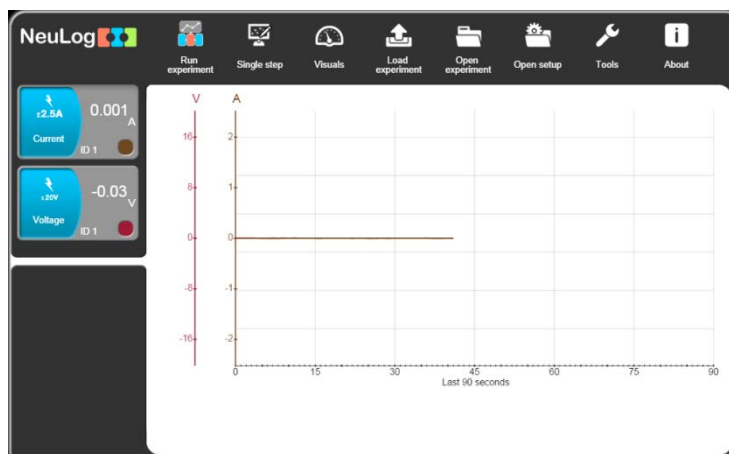 NeuLog
Run experiment
Single step
Visuals
Load experiment
Open experiment
Open setup
Tools
About
±2.5A
0.001 A
Current
ID 1
±20V
-0.03 V
Voltage
ID 1
V A
16 2
8 1
0 0
-8 -1
-16 -2
0 15 30 45 60 75 90
Last 90 seconds